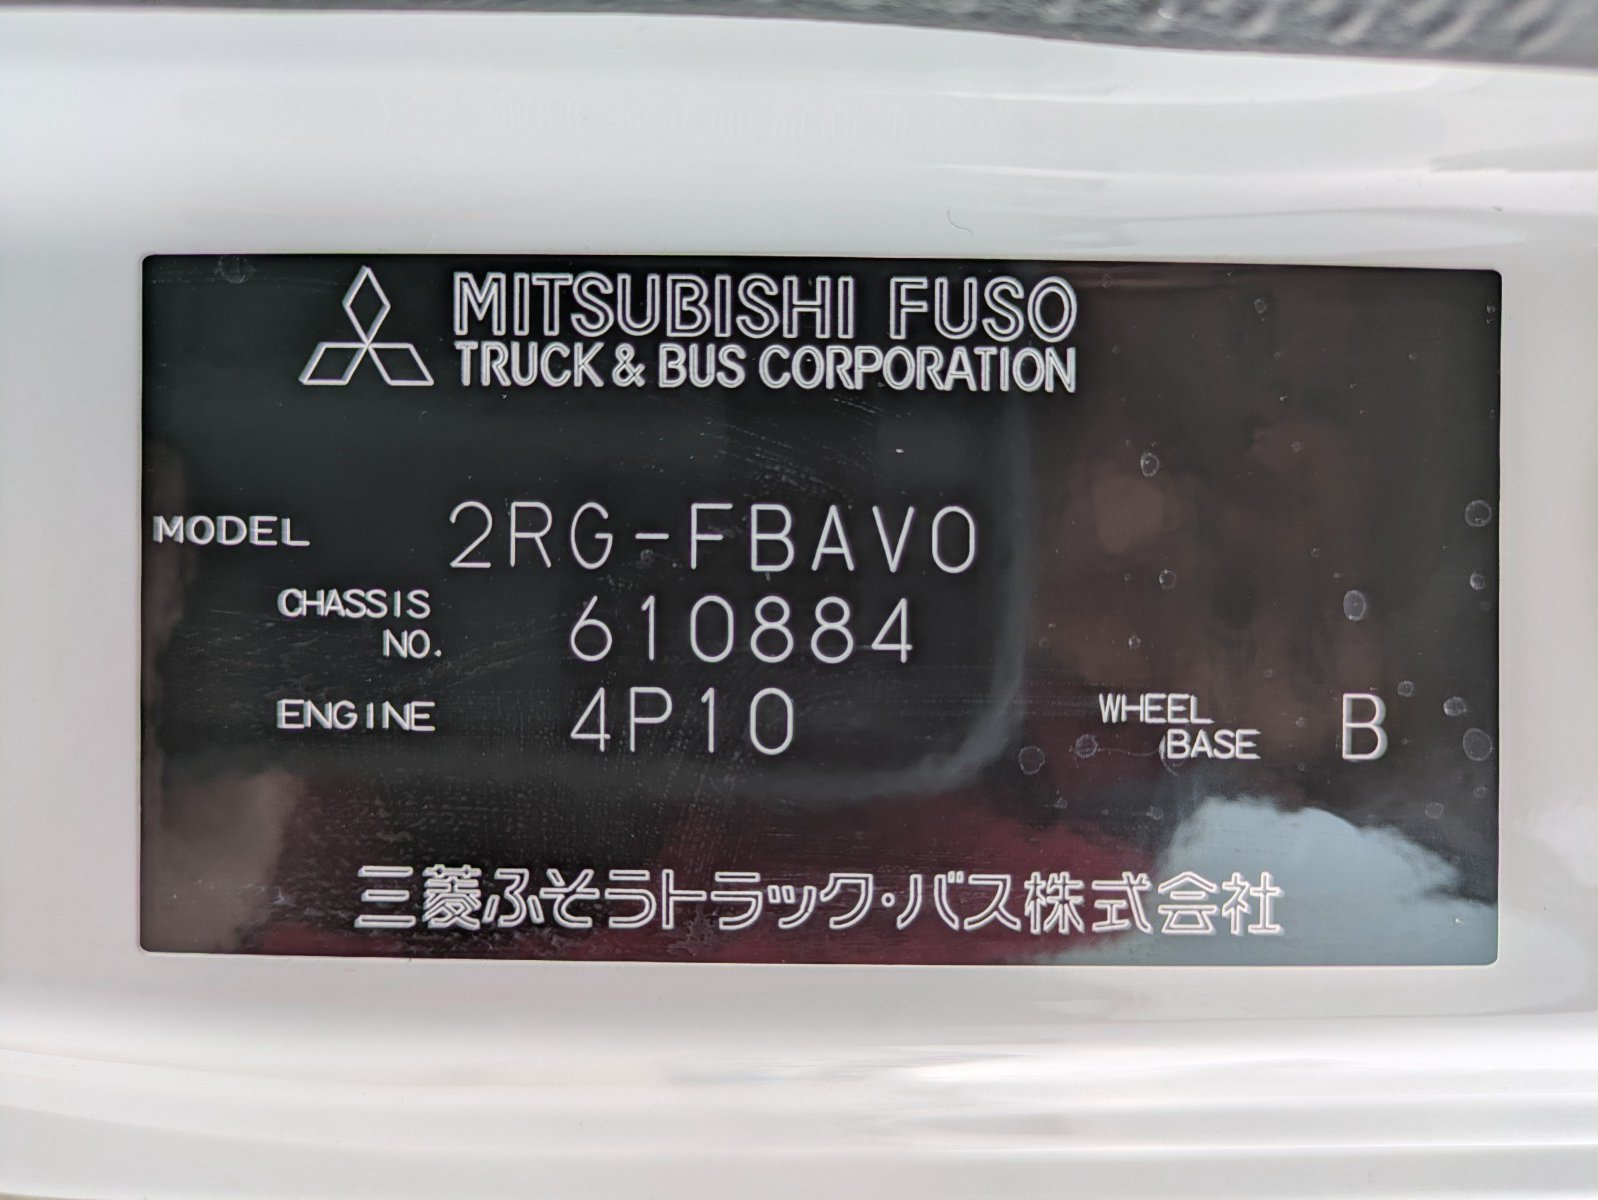 MITSUBISHI FUSO
TRUCK & BUS CORPORATION
MODEL 2RG-FBAV0
CHASSIS NO. 610884
ENGINE 4P10 WHEEL BASE B
三菱ふそうトラック・バス株式会社